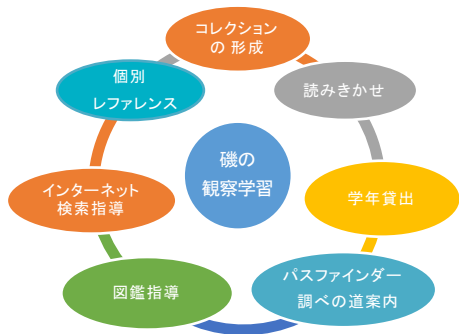 コレクション
の 形成
個別
レファレンス
読みきかせ
磯の
観察学習
インターネット
検索指導
学年貸出
図鑑指導
パスファインダー
調べの道案内